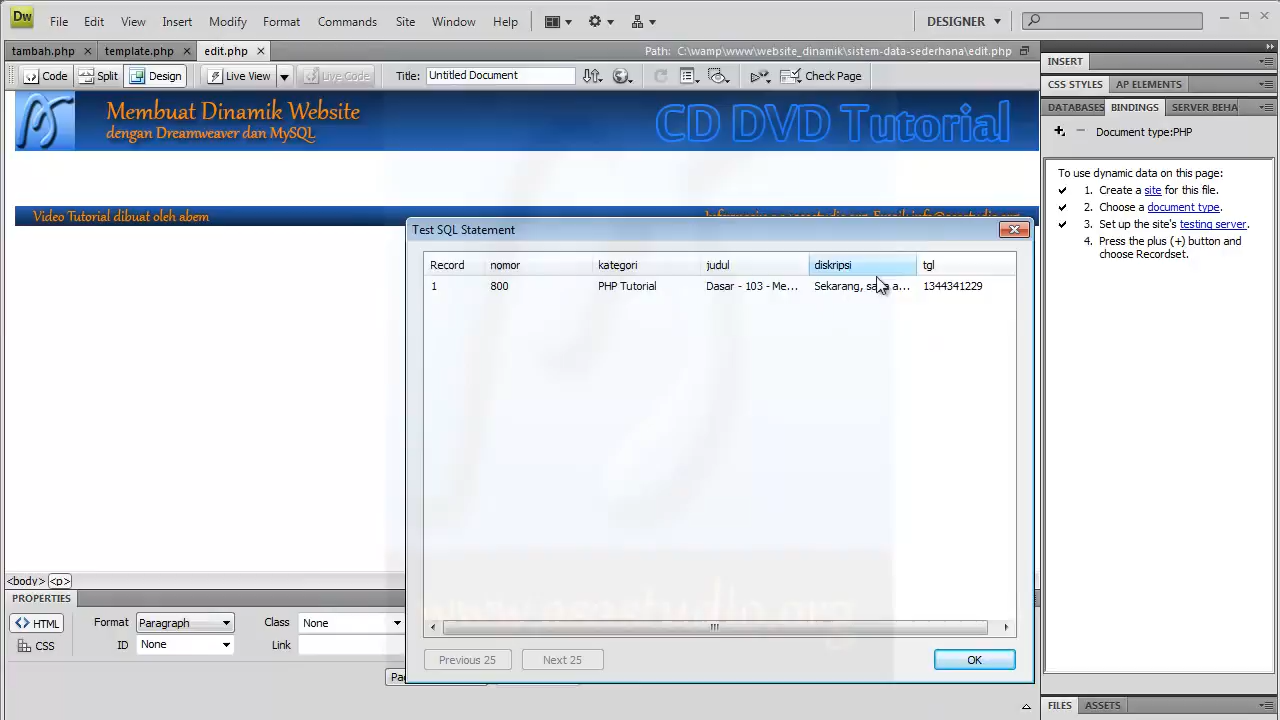 Dw File Edit View Insert Modify Format Commands Site Window Help DESIGNER
tambah.php template.php edit.php Path: C:\wamp\www\website_dinamik\sistem-data-sederhana\edit.php
Code Split Design Live View Live Code Title: Untitled Document Check Page
Membuat Dinamik Website
dengan Dreamweaver dan MySQL
CD DVD Tutorial
Video Tutorial dibuat oleh abem
Test SQL Statement
Record nomor kategori judul diskripsi tgl
1 800 PHP Tutorial Dasar - 103 - Me... Sekarang, a... 1344341229
www.asastudio.org
Previous 25 Next 25 OK
<body> <p>
PROPERTIES
HTML Format Paragraph Class None
CSS ID None Link
INSERT
CSS STYLES AP ELEMENTS
DATABASES BINDINGS SERVER BEHA
Document type:PHP
To use dynamic data on this page:
1. Create a site for this file.
2. Choose a document type.
3. Set up the site's testing server.
4. Press the plus (+) button and
choose Recordset.
FILES ASSETS